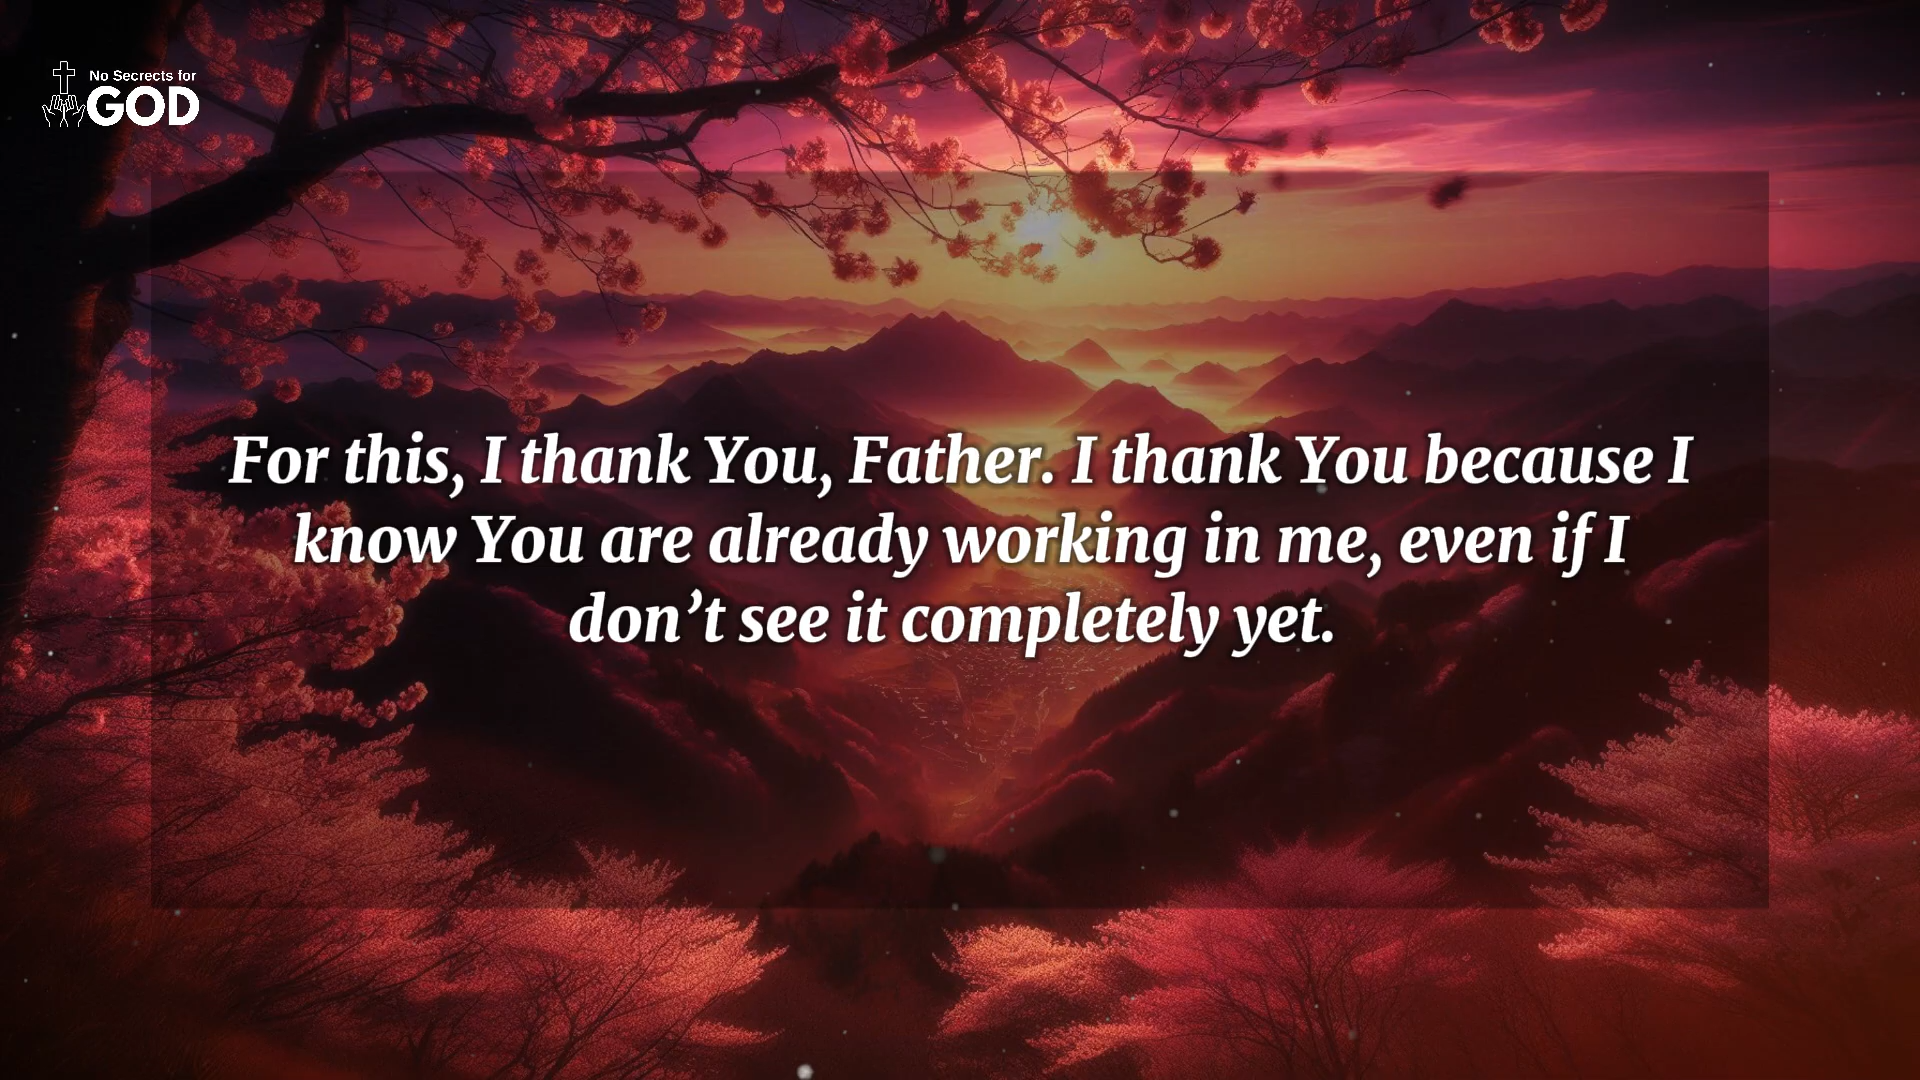 No Secrects for
GOD
For this, I thank You, Father. I thank You because I
know You are already working in me, even if I
don’t see it completely yet.